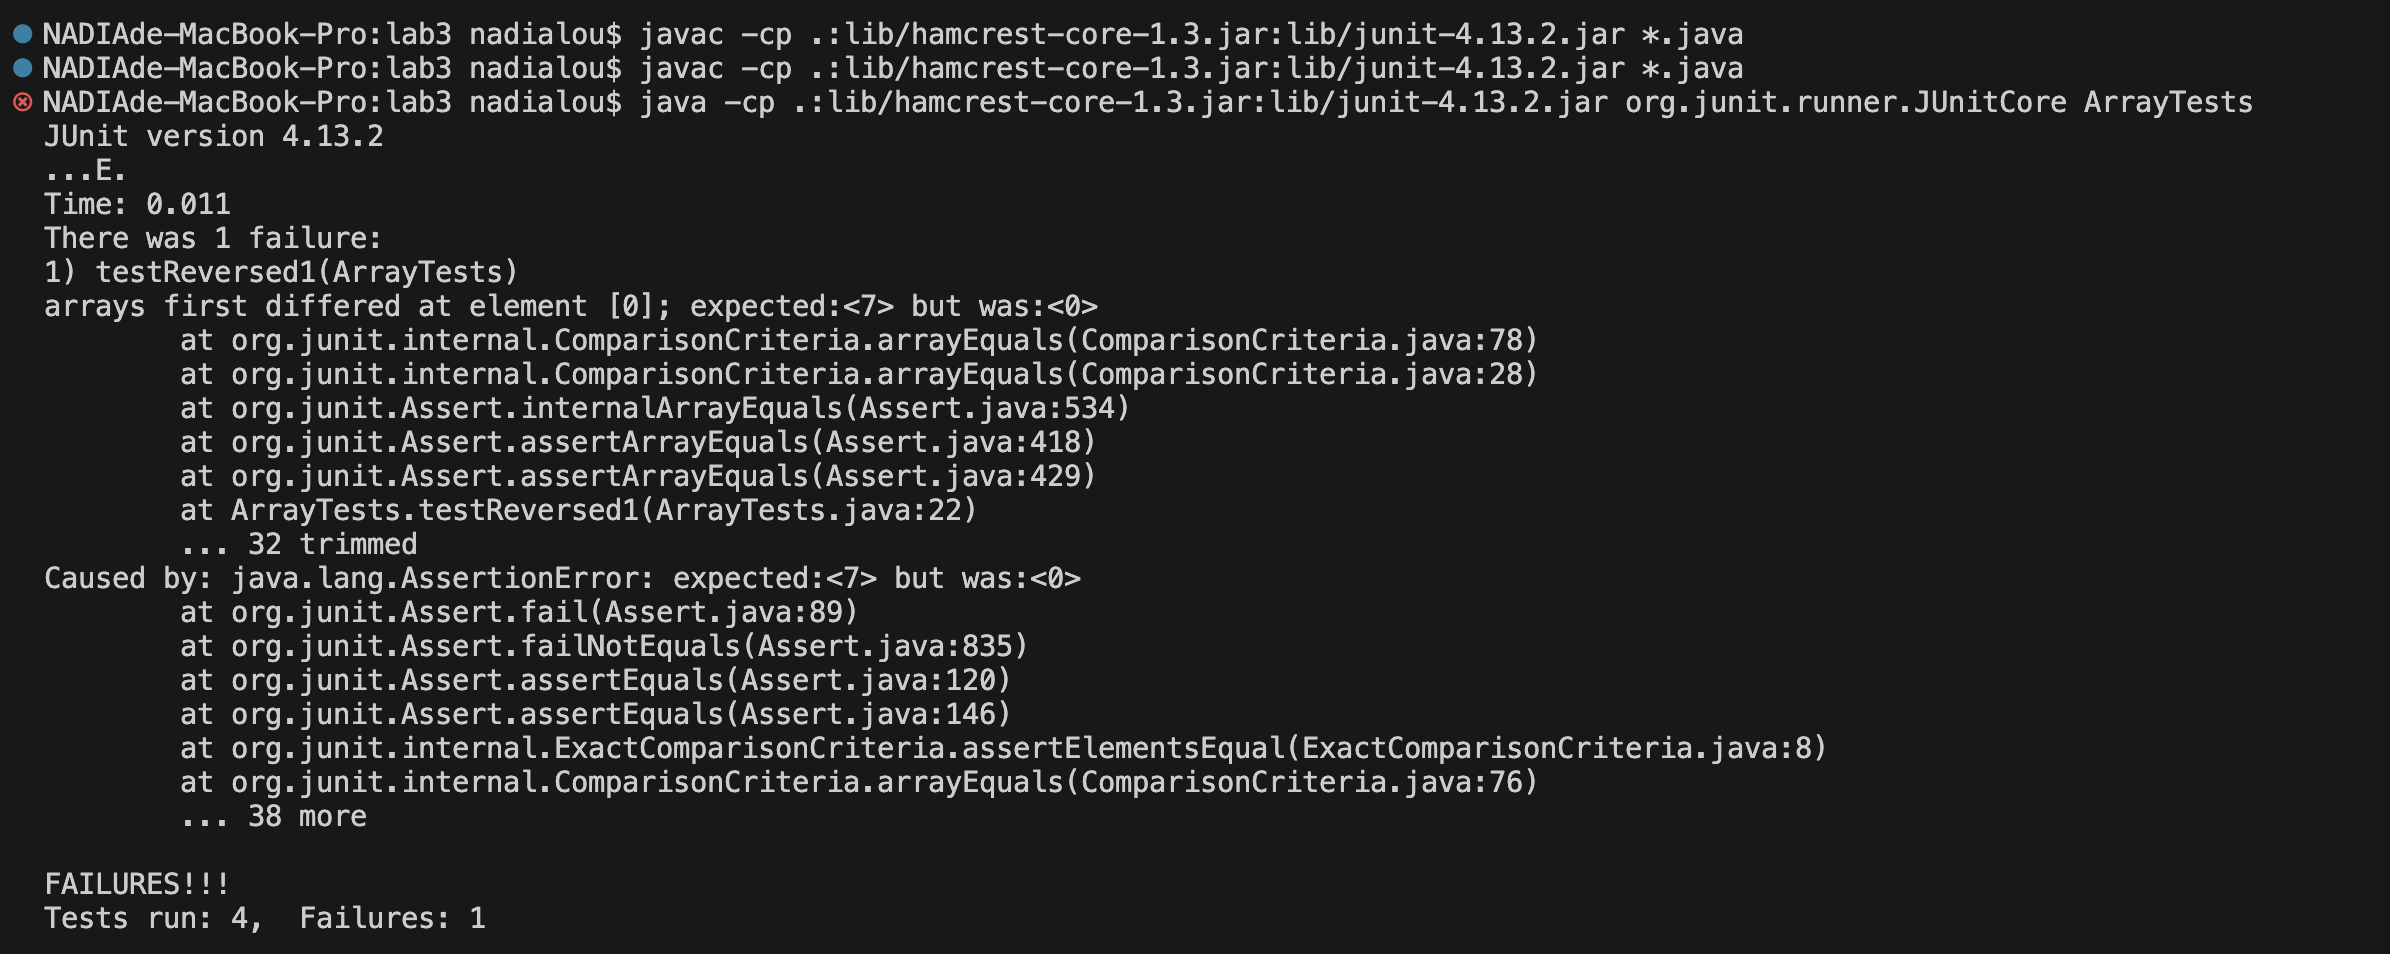 NADIAde-MacBook-Pro:lab3 nadialou$ javac -cp .:lib/hamcrest-core-1.3.jar:lib/junit-4.13.2.jar *.java
NADIAde-MacBook-Pro:lab3 nadialou$ javac -cp .:lib/hamcrest-core-1.3.jar:lib/junit-4.13.2.jar *.java
NADIAde-MacBook-Pro:lab3 nadialou$ java -cp .:lib/hamcrest-core-1.3.jar:lib/junit-4.13.2.jar org.junit.runner.JUnitCore ArrayTests
JUnit version 4.13.2
...E.
Time: 0.011
There was 1 failure:
1) testReversed1(ArrayTests)
arrays first differed at element [0]; expected:<7> but was:<0>
        at org.junit.internal.ComparisonCriteria.arrayEquals(ComparisonCriteria.java:78)
        at org.junit.internal.ComparisonCriteria.arrayEquals(ComparisonCriteria.java:28)
        at org.junit.Assert.internalArrayEquals(Assert.java:534)
        at org.junit.Assert.assertArrayEquals(Assert.java:418)
        at org.junit.Assert.assertArrayEquals(Assert.java:429)
        at ArrayTests.testReversed1(ArrayTests.java:22)
        ... 32 trimmed
Caused by: java.lang.AssertionError: expected:<7> but was:<0>
        at org.junit.Assert.fail(Assert.java:89)
        at org.junit.Assert.failNotEquals(Assert.java:835)
        at org.junit.Assert.assertEquals(Assert.java:120)
        at org.junit.Assert.assertEquals(Assert.java:146)
        at org.junit.internal.ExactComparisonCriteria.assertElementsEqual(ExactComparisonCriteria.java:8)
        at org.junit.internal.ComparisonCriteria.arrayEquals(ComparisonCriteria.java:76)
        ... 38 more

FAILURES!!!
Tests run: 4,  Failures: 1